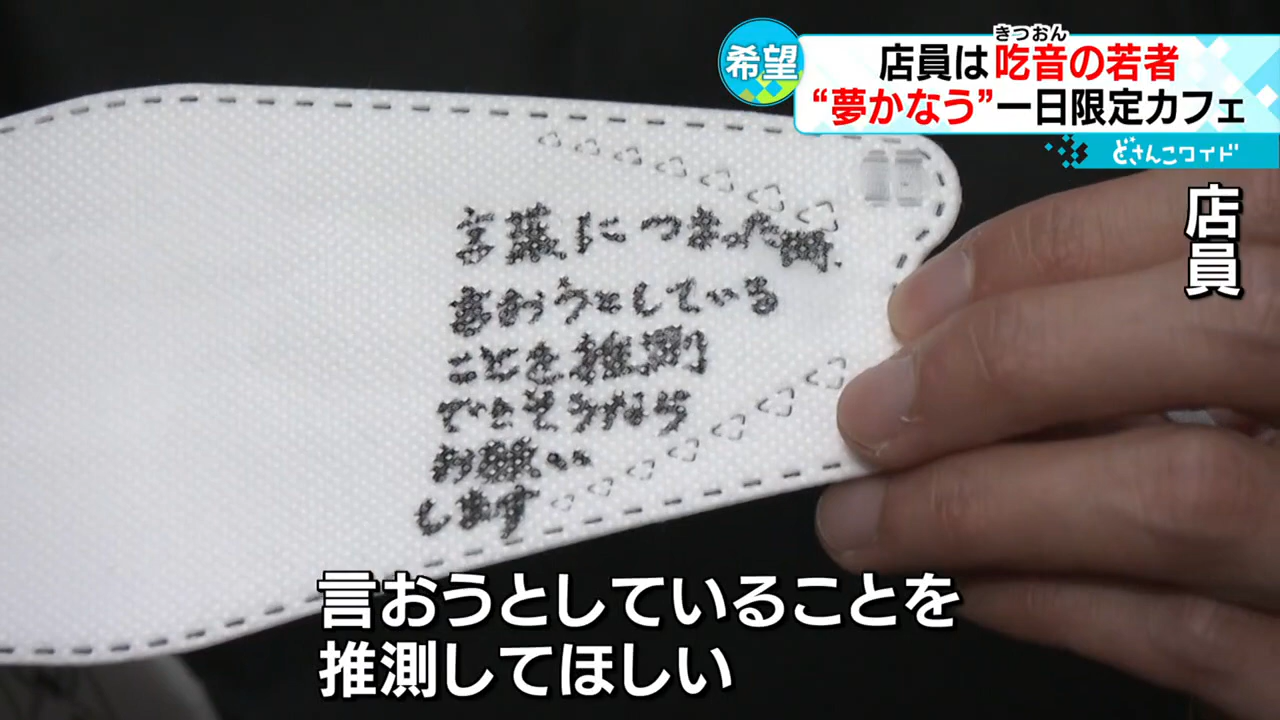 希望
きつおん
店員は吃音の若者
“夢かなう”一日限定カフェ
どさんこワイド
店員
言葉につまった時、
言おうとしている
ことを推測
できそうなら
お願い
します
言おうとしていることを
推測してほしい